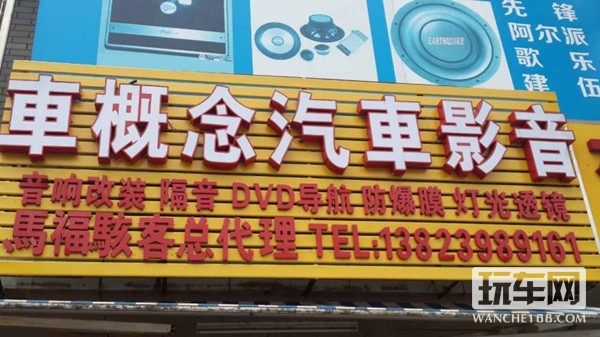 先锋
阿尔派
歌乐
建伍
EARTHQUAKE
車概念汽車影音
音响改装 隔音 DVD导航 防爆膜 灯光透镜
馬福駭客总代理 TEL:13823989161
玩车网
WANCHE168.COM